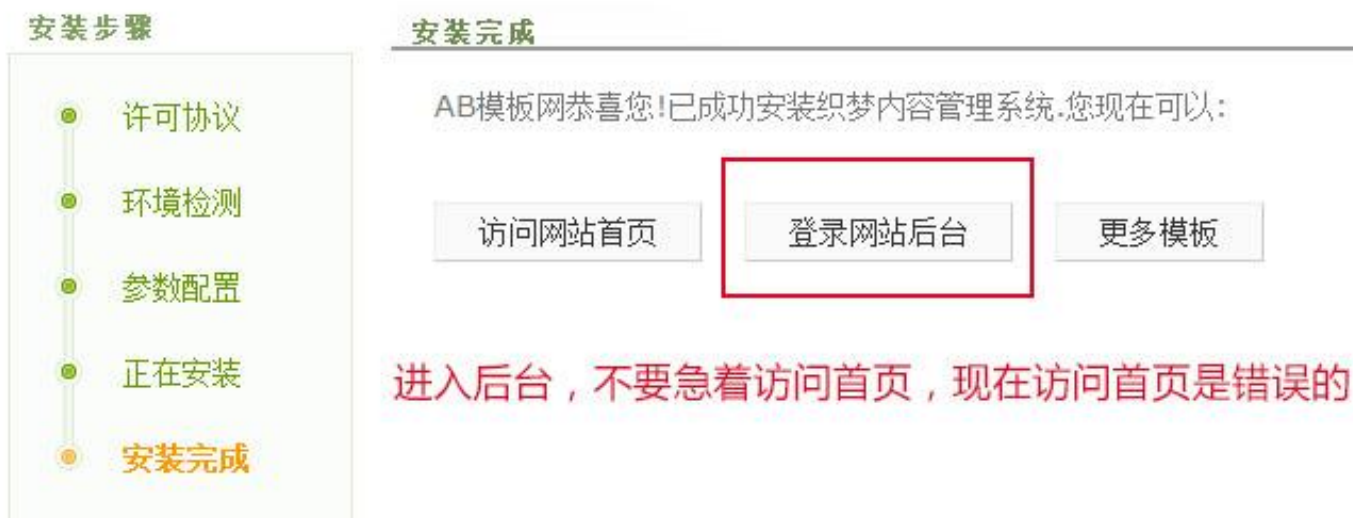 安装步骤
许可协议
环境检测
参数配置
正在安装
安装完成
安装完成
AB模板网恭喜您!已成功安装织梦内容管理系统.您现在可以:
访问网站首页
登录网站后台
更多模板
进入后台，不要急着访问首页，现在访问首页是错误的